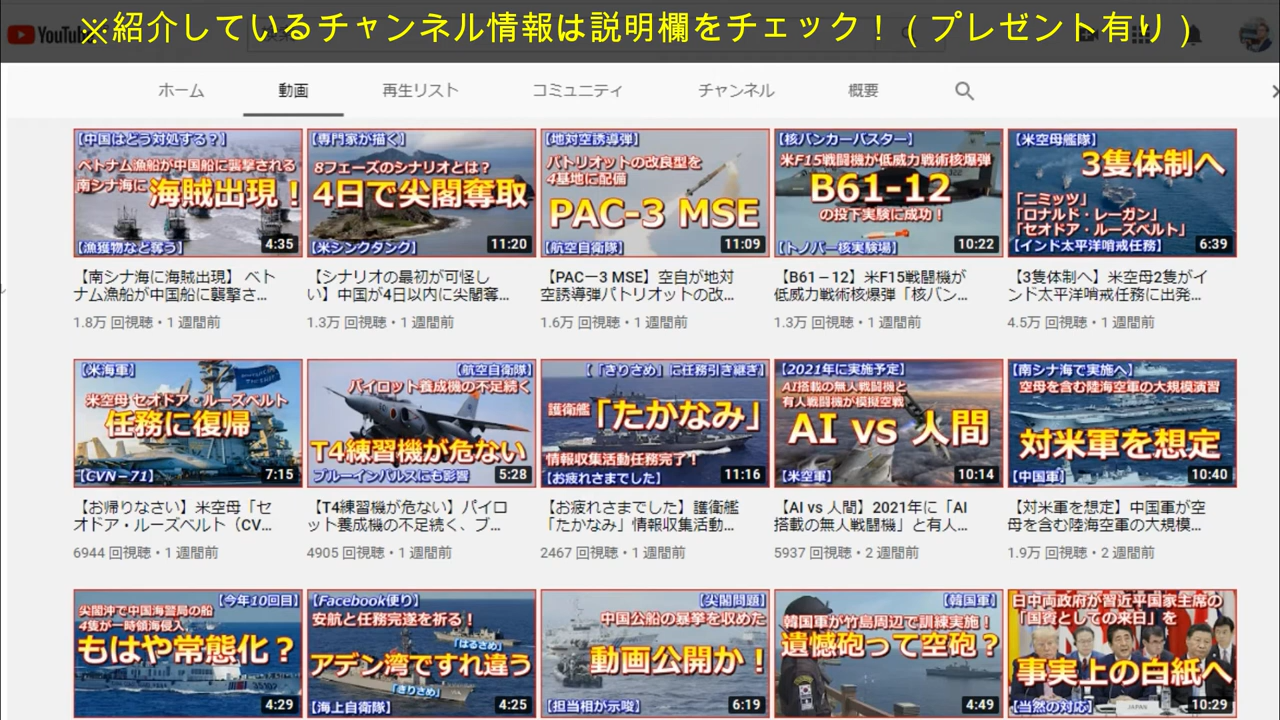 ※紹介しているチャンネル情報は説明欄をチェック！（プレゼント有り）
YouTube
ホーム
動画
再生リスト
コミュニティ
チャンネル
概要
【中国はどう対処する？】
ベトナム漁船が中国船に襲撃される
南シナ海に
海賊出現！
【漁獲物など奪う】
4:35
【専門家が描く】
8フェーズのシナリオとは？
4日で尖閣奪取
【米シンクタング】
11:20
【地対空誘導弾】
パトリオットの改良型を
4基地に配備
PAC-3 MSE
【航空自衛隊】
11:09
【核バンカーバスター】
米F15戦闘機が低威力戦術核爆弾
B61-12
の投下実験に成功！
【トノパー核実験場】
10:22
【米空母艦隊】
3隻体制へ
「ニミッツ」
「ロナルド・レーガン」
「セオドア・ルーズベルト」
【インド太平洋哨戒任務】
6:39
【南シナ海に海賊出現】 ベト
ナム漁船が中国船に襲撃さ...
1.8万 回視聴・1 週間前
【シナリオの最初が可怪し
い】中国が4日以内に尖閣奪...
1.3万 回視聴・1 週間前
【PACー3 MSE】空自が地対
空誘導弾パトリオットの改...
1.6万 回視聴・1 週間前
【B61－12】米F15戦闘機が
低威力戦術核爆弾「核バン...
1.3万 回視聴・1 週間前
【3隻体制へ】米空母2隻がイ
ンド太平洋哨戒任務に出発...
4.5万 回視聴・1 週間前
【米海軍】
米空母 セオドア・ルーズベルト
任務に復帰
【CVN－71】
7:15
【航空自衛隊】
パイロット養成機の不足続く
T4練習機が危ない
ブルーインパルスにも影響
5:28
【「きりさめ」に任務引き継ぎ】
護衛艦「たかなみ」
情報収集活動任務完了！
【お疲れさまでした】
11:16
【2021年に実施予定】
AI搭載の無人戦闘機と
有人戦闘機が模擬空戦
AI vs 人間
【米空軍】
10:14
【南シナ海で実施へ】
空母を含む陸海空軍の大規模演習
対米軍を想定
【中国軍】
10:40
【お帰りなさい】米空母「セ
オドア・ルーズベルト（CV...
6944 回視聴・1 週間前
【T4練習機が危ない】パイロ
ット養成機の不足続く、ブ...
4905 回視聴・1 週間前
【お疲れさまでした】護衛艦
「たかなみ」情報収集活動...
2467 回視聴・1 週間前
【AI vs 人間】2021年に「AI
搭載の無人戦闘機」と有人...
5937 回視聴・2 週間前
【対米軍を想定】中国軍が空
母を含む陸海空軍の大規模...
1.9万 回視聴・2 週間前
【今年10回目】
尖閣沖で中国海警局の船
4隻が一時領海侵入
もはや常態化？
4:29
【Facebook便り】
安航と任務完遂を祈る！
「はるさめ」
アデン湾ですれ違う
「きりさめ」
【海上自衛隊】
4:25
【尖閣問題】
中国公船の暴挙を収めた
動画公開か！
【担当相が示唆】
6:19
【韓国軍】
韓国軍が竹島周辺で訓練実施！
遺憾砲って空砲？
4:49
日中両政府が習近平国家主席の
「国賓としての来日」を
事実上の白紙へ
【当然の対応】
JAPAN
10:29